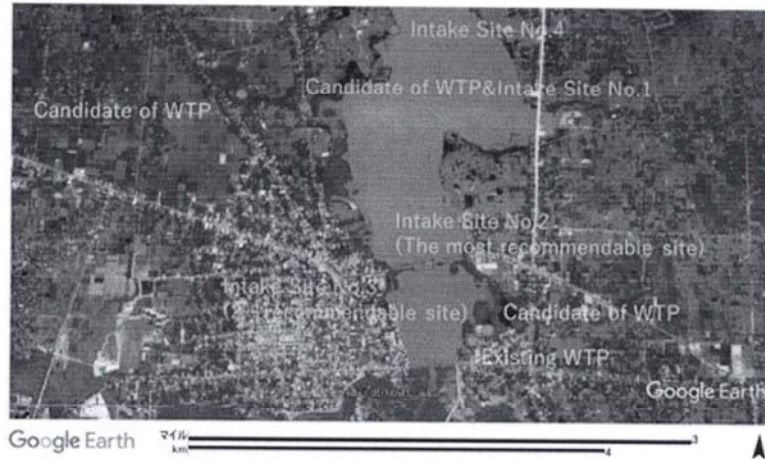 Intake Site No.4
Candidate of WTP&Intake Site No.1
Candidate of WTP
Intake Site No.2
(The most recommendable site)
Intake Site No.3
recommendable site)
Candidate of WTP
Existing WTP
Google Earth
Google Earth
マイル
3
km
4